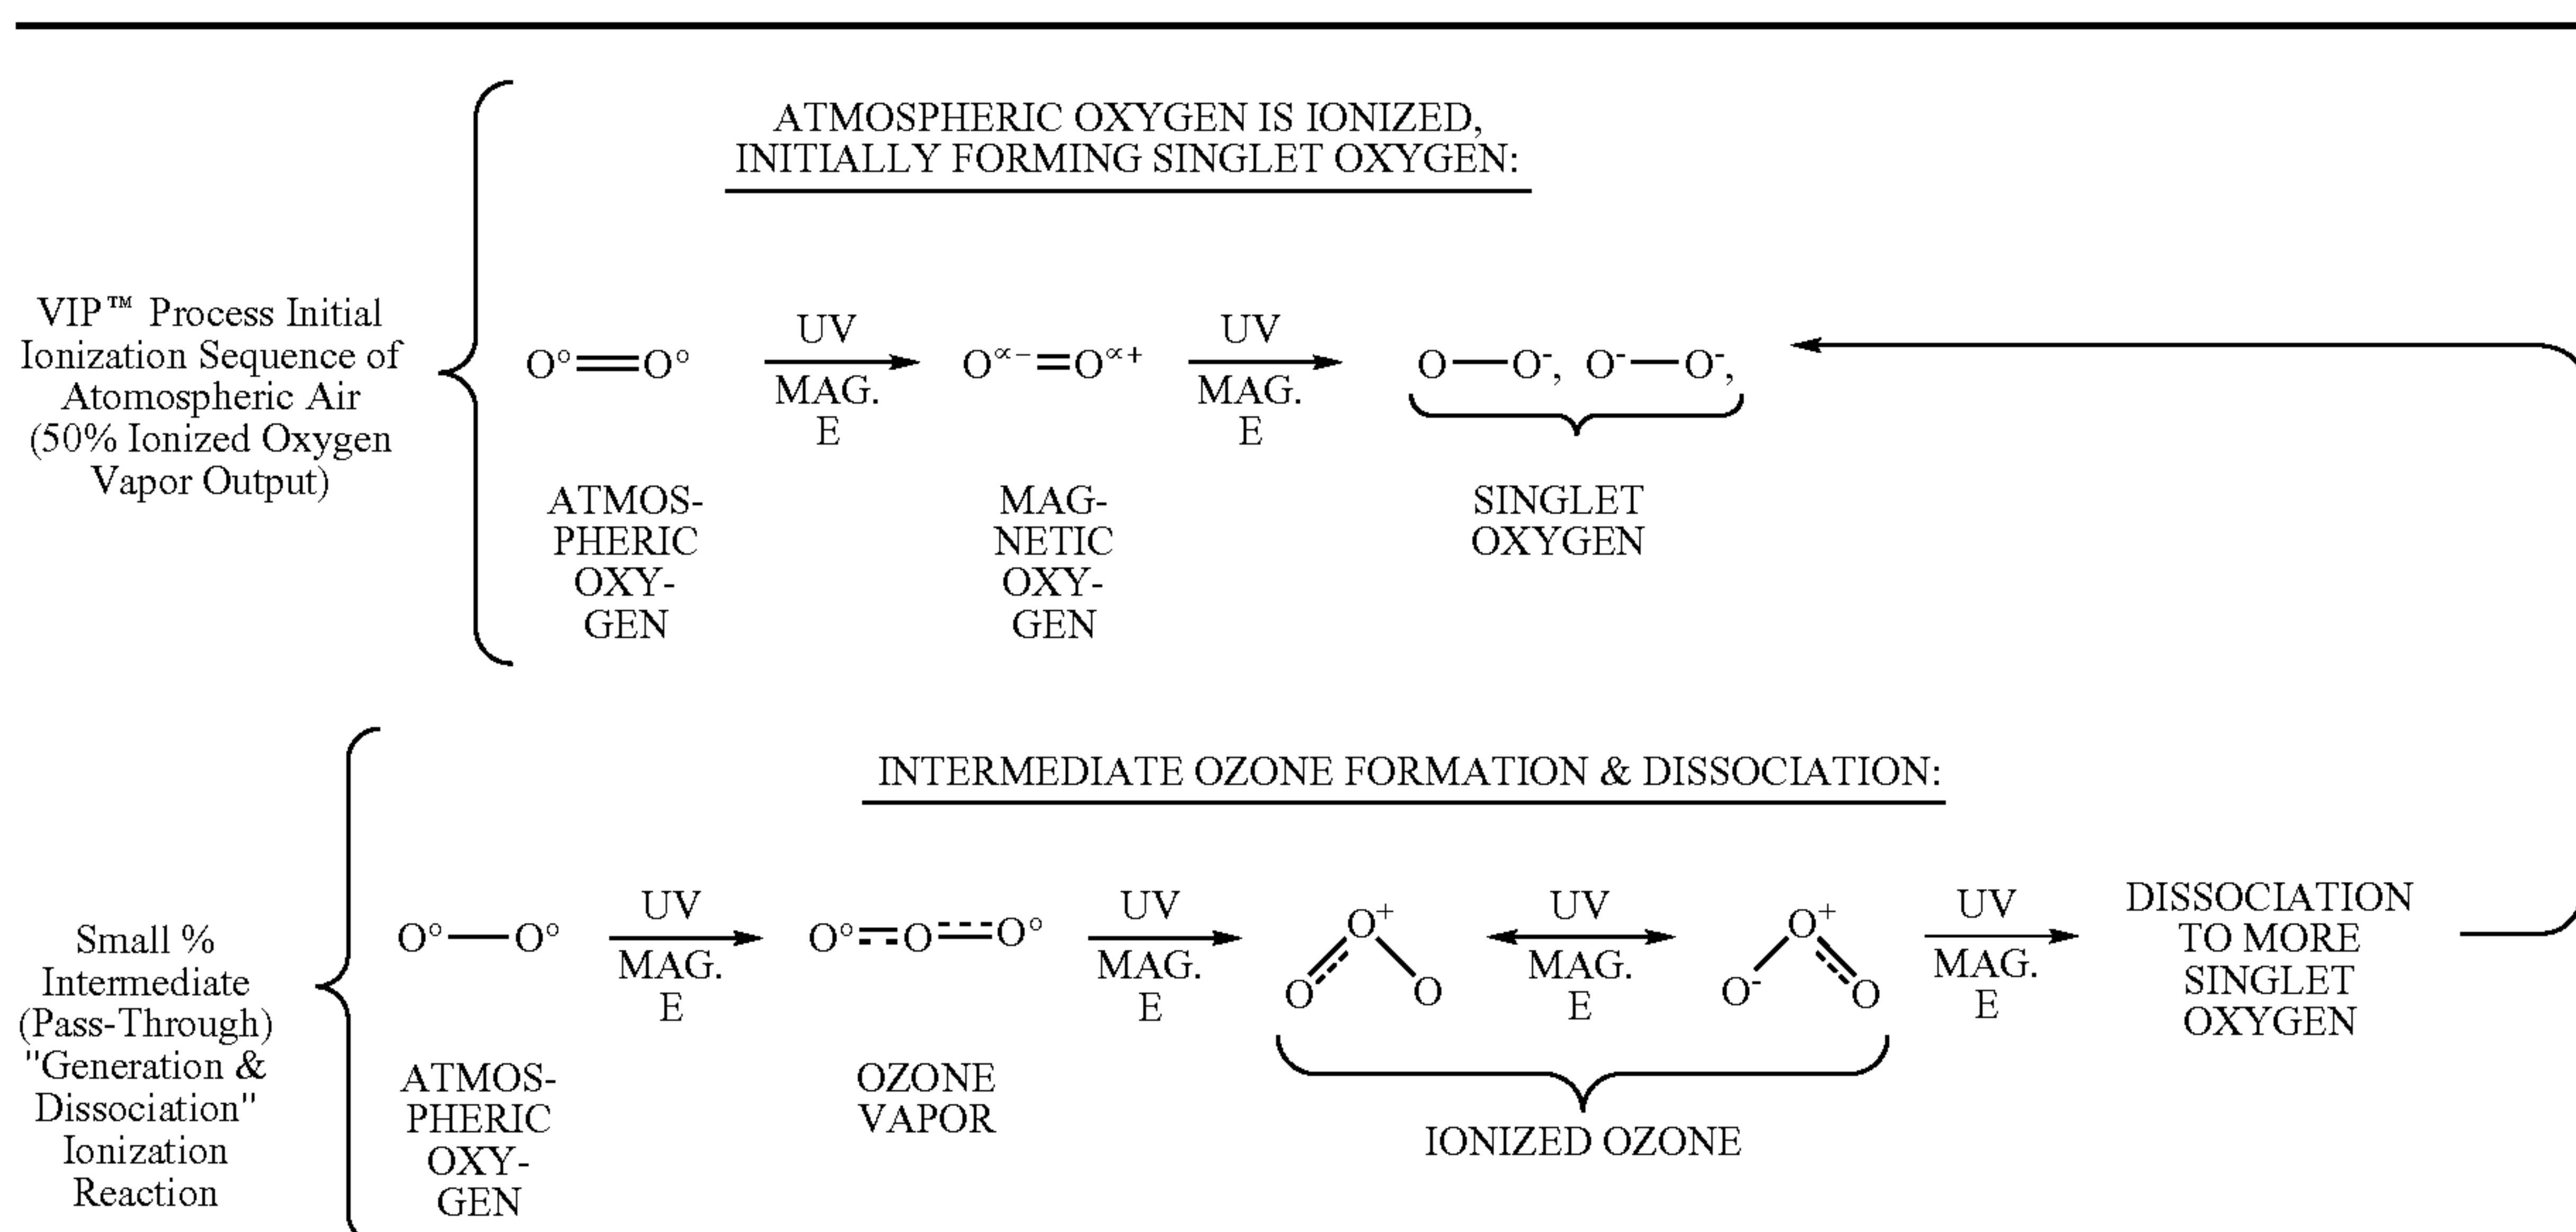 ATMOSPHERIC OXYGEN IS IONIZED,
INITIALLY FORMING SINGLET OXYGEN:
VIP™ Process Initial
Ionization Sequence of
Atomospheric Air
(50% Ionized Oxygen
Vapor Output)
O°=O°
UV
MAG.
E
O∝−=O∝+
UV
MAG.
E
O—O⁻, O⁻—O⁻,
ATMOS-
PHERIC
OXY-
GEN
MAG-
NETIC
OXY-
GEN
SINGLET
OXYGEN
INTERMEDIATE OZONE FORMATION & DISSOCIATION:
Small %
Intermediate
(Pass-Through)
"Generation &
Dissociation"
Ionization
Reaction
O°—O°
UV
MAG.
E
O°=O=O°
UV
MAG.
E
O⁺
O O
UV
MAG.
E
O⁺
O⁻ O
UV
MAG.
E
DISSOCIATION
TO MORE
SINGLET
OXYGEN
ATMOS-
PHERIC
OXY-
GEN
OZONE
VAPOR
IONIZED OZONE